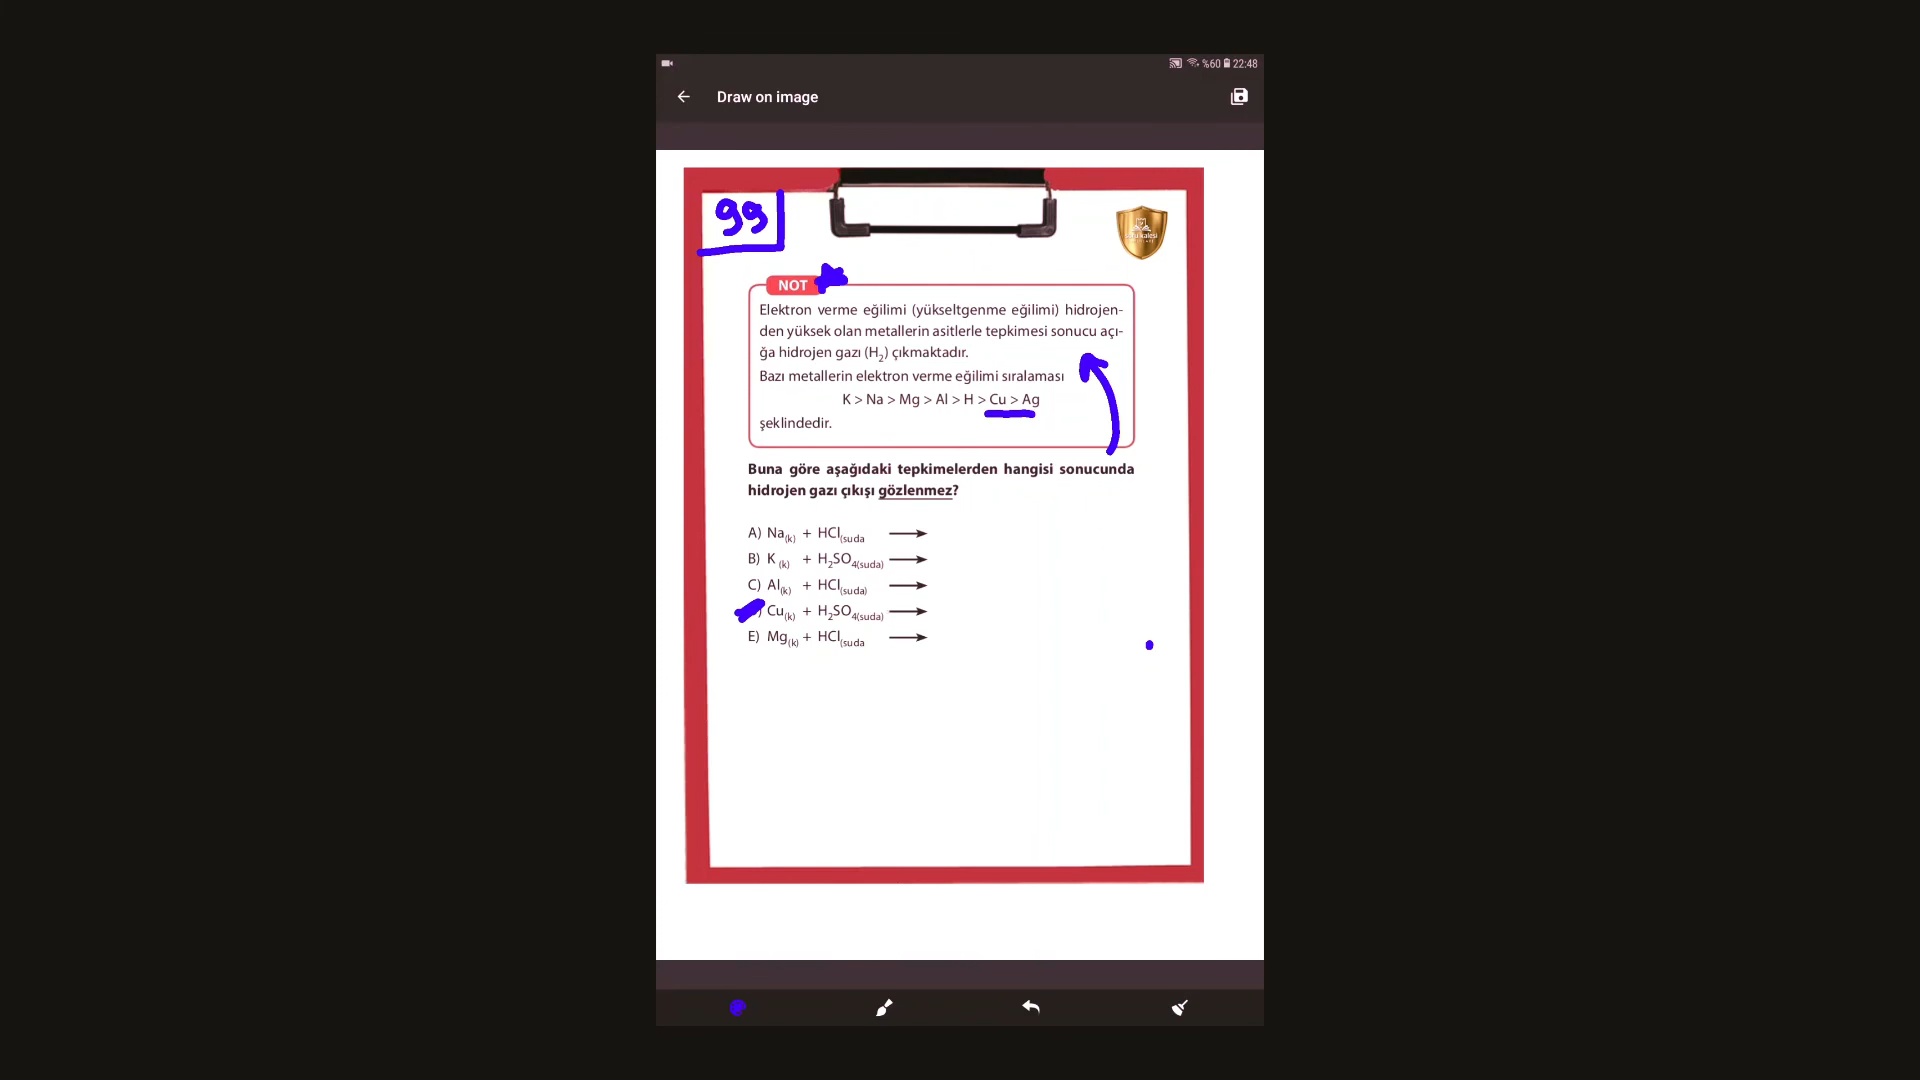 %60 22:48
Draw on image
99
NOT
Elektron verme eğilimi (yükseltgenme eğilimi) hidrojen-
den yüksek olan metallerin asitlerle tepkimesi sonucu açı-
ğa hidrojen gazı (H2) çıkmaktadır.
Bazı metallerin elektron verme eğilimi sıralaması
K > Na > Mg > Al > H > Cu > Ag
şeklindedir.
Buna göre aşağıdaki tepkimelerden hangisi sonucunda
hidrojen gazı çıkışı gözlenmez?
A) Na(k) + HCl(suda
B) K (k) + H2SO4(suda)
C) Al(k) + HCl(suda)
) Cu(k) + H2SO4(suda)
E) Mg(k) + HCl(suda